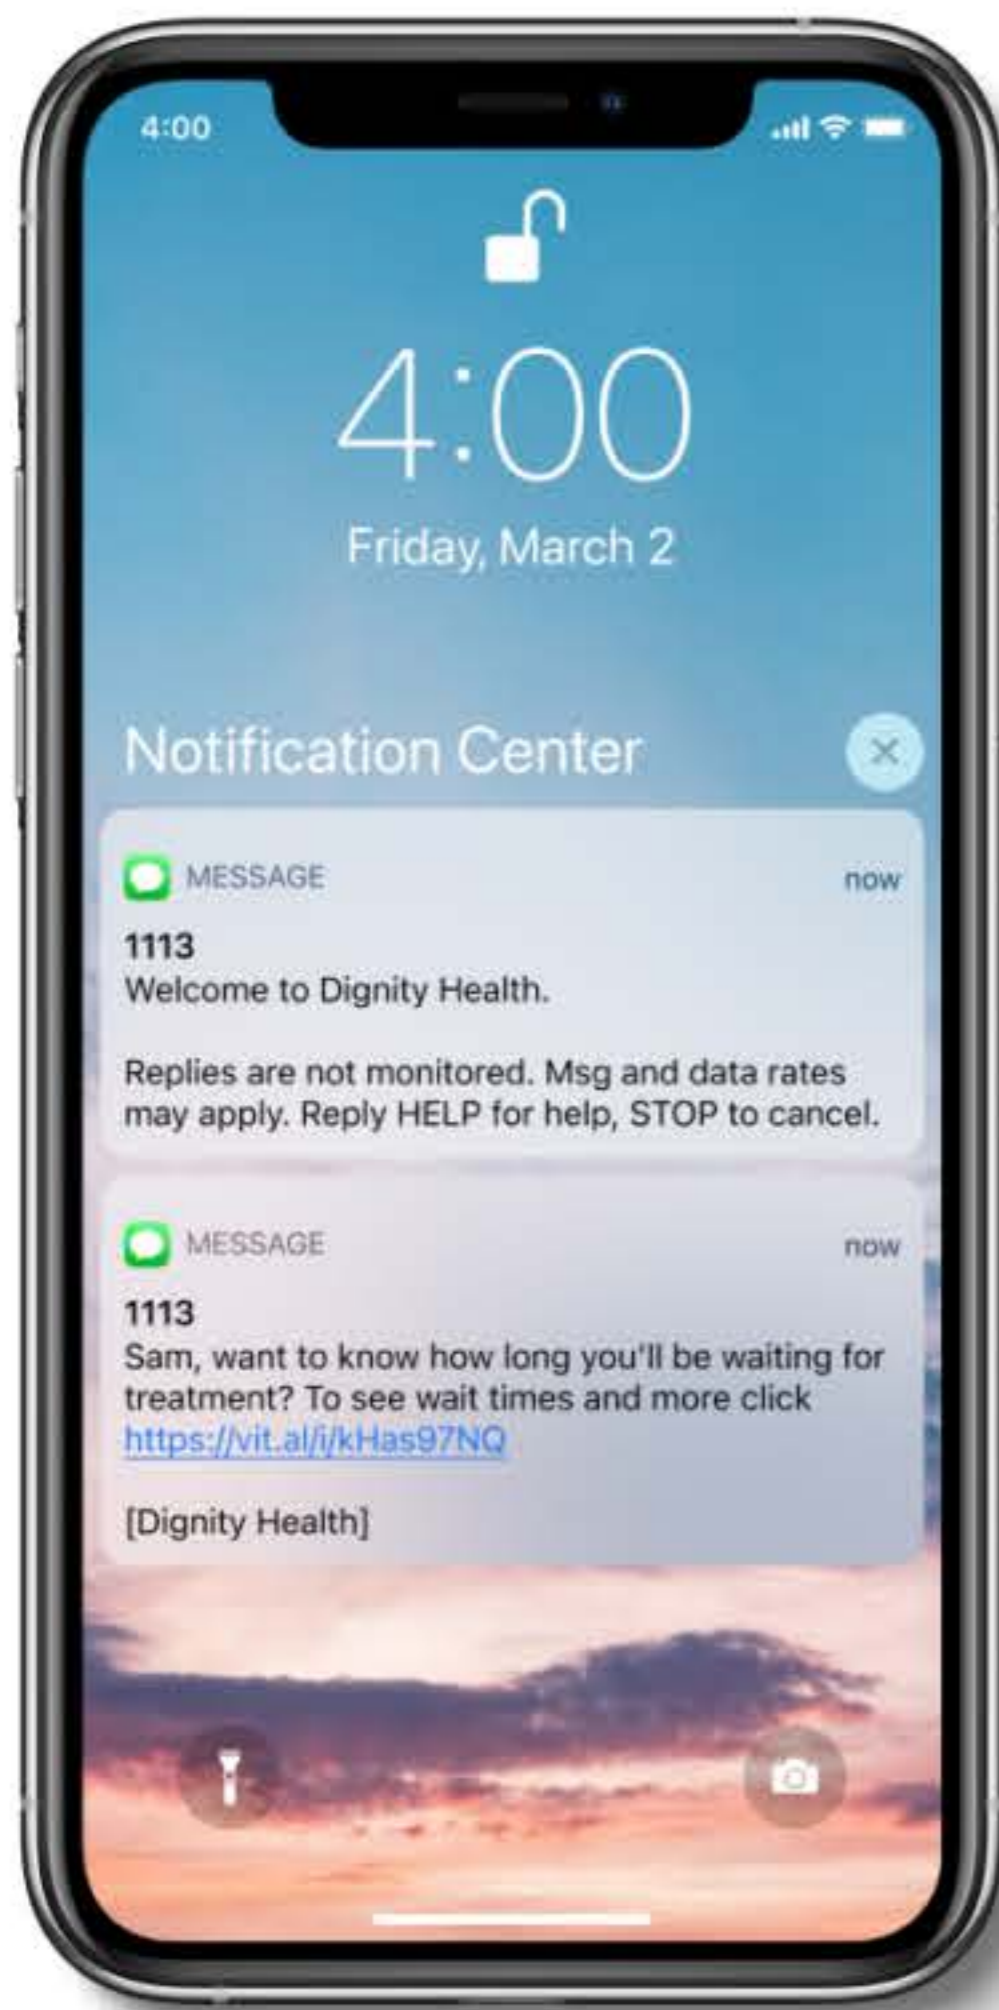 4:00
4:00
Friday, March 2
Notification Center
MESSAGE
now
1113
Welcome to Dignity Health.
Replies are not monitored. Msg and data rates
may apply. Reply HELP for help, STOP to cancel.
MESSAGE
now
1113
Sam, want to know how long you'll be waiting for
treatment? To see wait times and more click
https://vit.al/i/kHas97NQ
[Dignity Health]